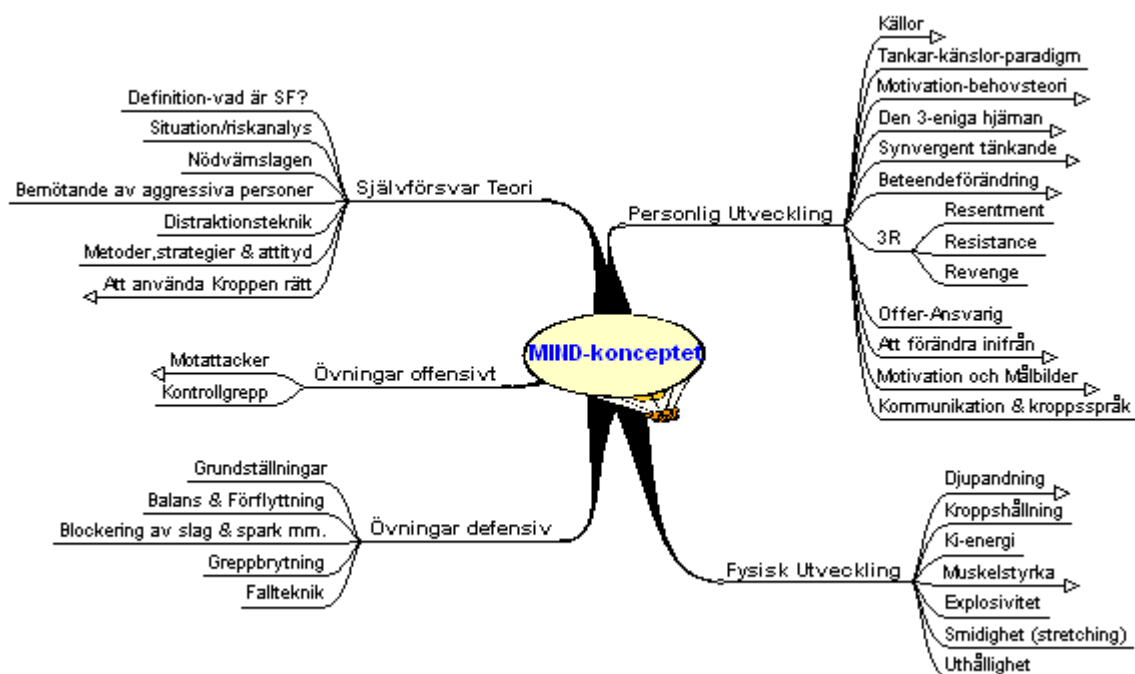 MIND-konceptet
Självförsvar Teori
Definition-vad är SF?
Situation/riskanalys
Nödvärnslagen
Bemötande av aggressiva personer
Distraktionsteknik
Metoder,strategier & attityd
Att använda Kroppen rätt
Övningar offensivt
Motattacker
Kontrollgrepp
Övningar defensiv
Grundställningar
Balans & Förflyttning
Blockering av slag & spark mm.
Greppbrytning
Fallteknik
Personlig Utveckling
Källor
Tankar-känslor-paradigm
Motivation-behovsteori
Den 3-eniga hjärnan
Synvergent tänkande
Beteendeförändring
3R
Resentment
Resistance
Revenge
Offer-Ansvarig
Att förändra inifrån
Motivation och Målbilder
Kommunikation & kroppsspråk
Fysisk Utveckling
Djupandning
Kroppshållning
Ki-energi
Muskelstyrka
Explosivitet
Smidighet (stretching)
Uthållighet